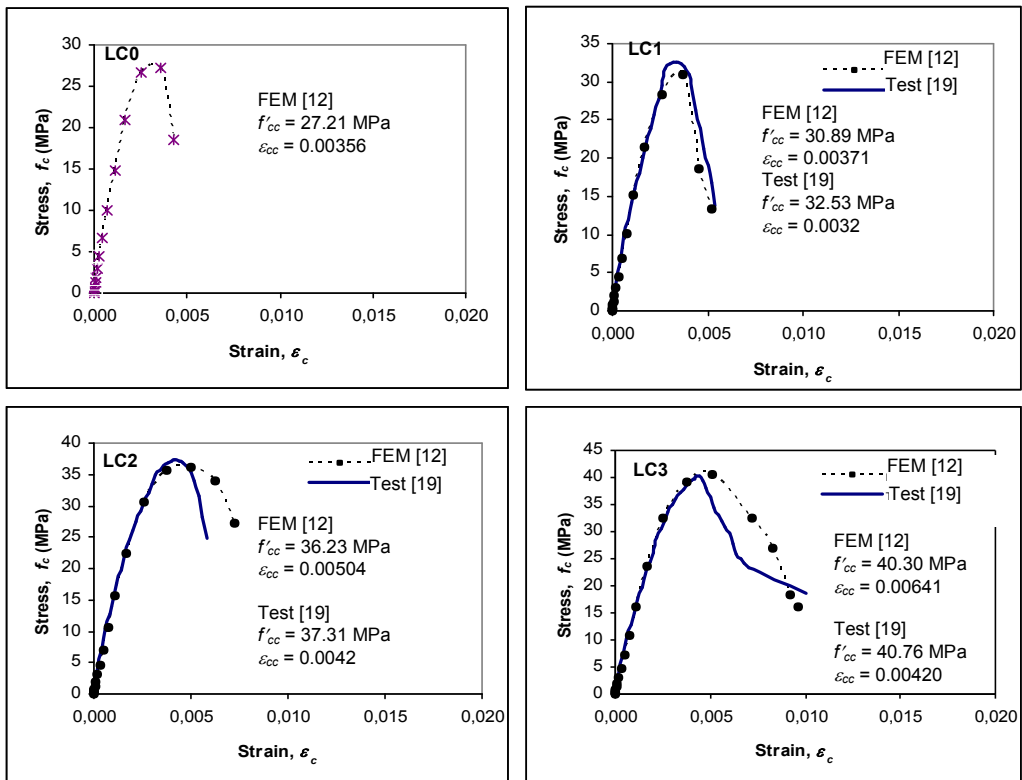 LC0
30
25
20
15
10
5
0
Stress, f_c (MPa)
FEM [12]
f'cc = 27.21 MPa
εcc = 0.00356
0,000 0,005 0,010 0,015 0,020
Strain, ε_c
LC1
35
30
25
20
15
10
5
0
Stress, f_c (MPa)
FEM [12]
Test [19]
FEM [12]
f'cc = 30.89 MPa
εcc = 0.00371
Test [19]
f'cc = 32.53 MPa
εcc = 0.0032
0,000 0,005 0,010 0,015 0,020
Strain, ε_c
LC2
40
35
30
25
20
15
10
5
0
Stress, f_c (MPa)
FEM [12]
Test [19]
FEM [12]
f'cc = 36.23 MPa
εcc = 0.00504
Test [19]
f'cc = 37.31 MPa
εcc = 0.0042
0,000 0,005 0,010 0,015 0,020
Strain, ε_c
LC3
45
40
35
30
25
20
15
10
5
0
Stress, f_c (MPa)
FEM [12]
Test [19]
FEM [12]
f'cc = 40.30 MPa
εcc = 0.00641
Test [19]
f'cc = 40.76 MPa
εcc = 0.00420
0,000 0,005 0,010 0,015 0,020
Strain, ε_c